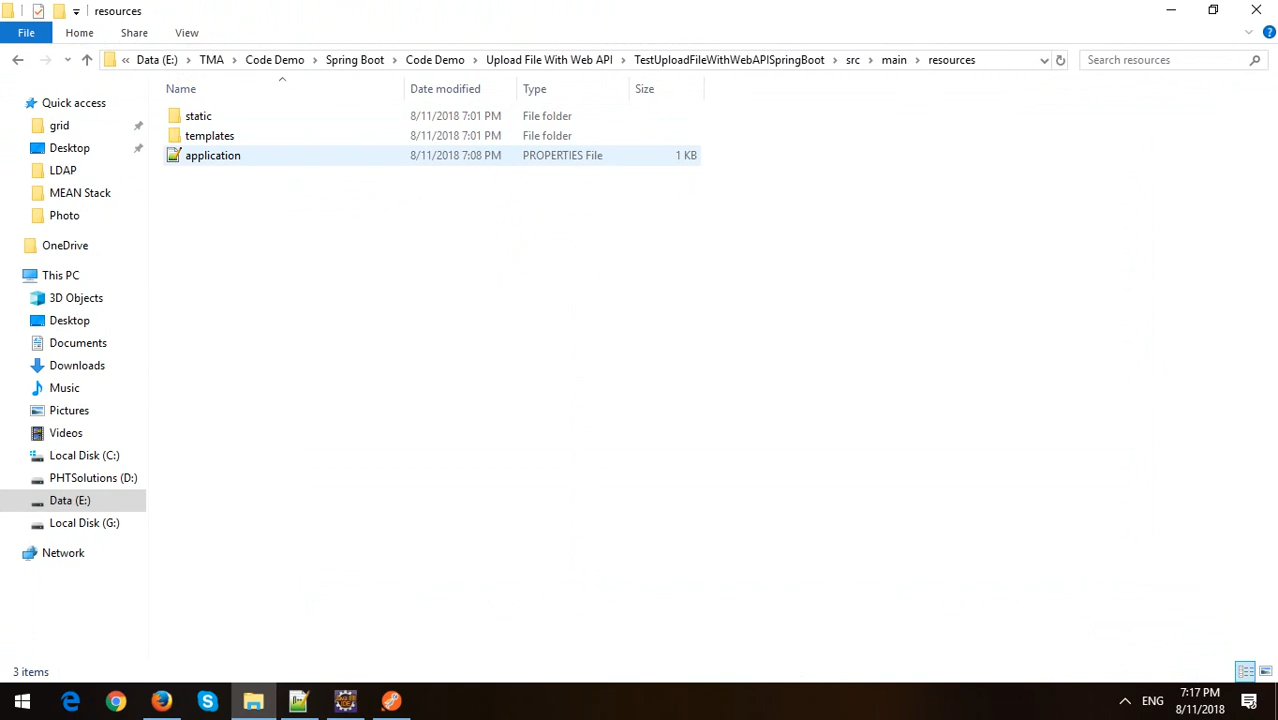 resources
File Home Share View
« Data (E:) TMA Code Demo Spring Boot Code Demo Upload File With Web API TestUploadFileWithWebAPISpringBoot src main resources Search resources
Name Date modified Type Size
static 8/11/2018 7:01 PM File folder
templates 8/11/2018 7:01 PM File folder
application 8/11/2018 7:08 PM PROPERTIES File 1 KB
Quick access
grid
Desktop
LDAP
MEAN Stack
Photo
OneDrive
This PC
3D Objects
Desktop
Documents
Downloads
Music
Pictures
Videos
Local Disk (C:)
PHTSolutions (D:)
Data (E:)
Local Disk (G:)
Network
3 items
ENG 7:17 PM
8/11/2018